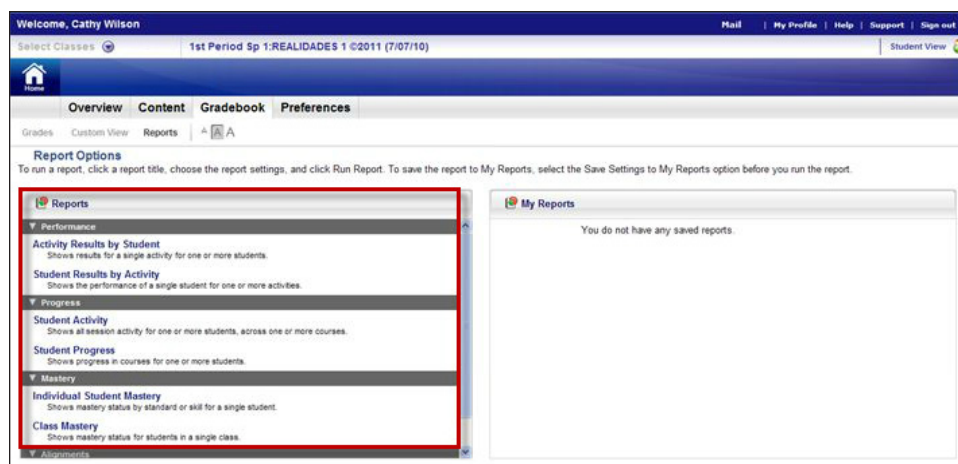 Welcome, Cathy Wilson
Mail | My Profile | Help | Support | Sign out
Select Classes
1st Period Sp 1:REALIDADES 1 ©2011 (7/07/10)
Student View
Home
Overview Content Gradebook Preferences
Grades Custom View Reports A A A
Report Options
To run a report, click a report title, choose the report settings, and click Run Report. To save the report to My Reports, select the Save Settings to My Reports option before you run the report.
Reports
Performance
Activity Results by Student
Shows results for a single activity for one or more students.
Student Results by Activity
Shows the performance of a single student for one or more activities.
Progress
Student Activity
Shows all session activity for one or more students, across one or more courses.
Student Progress
Shows progress in courses for one or more students.
Mastery
Individual Student Mastery
Shows mastery status by standard or skill for a single student.
Class Mastery
Shows mastery status for students in a single class.
Alignments
My Reports
You do not have any saved reports.